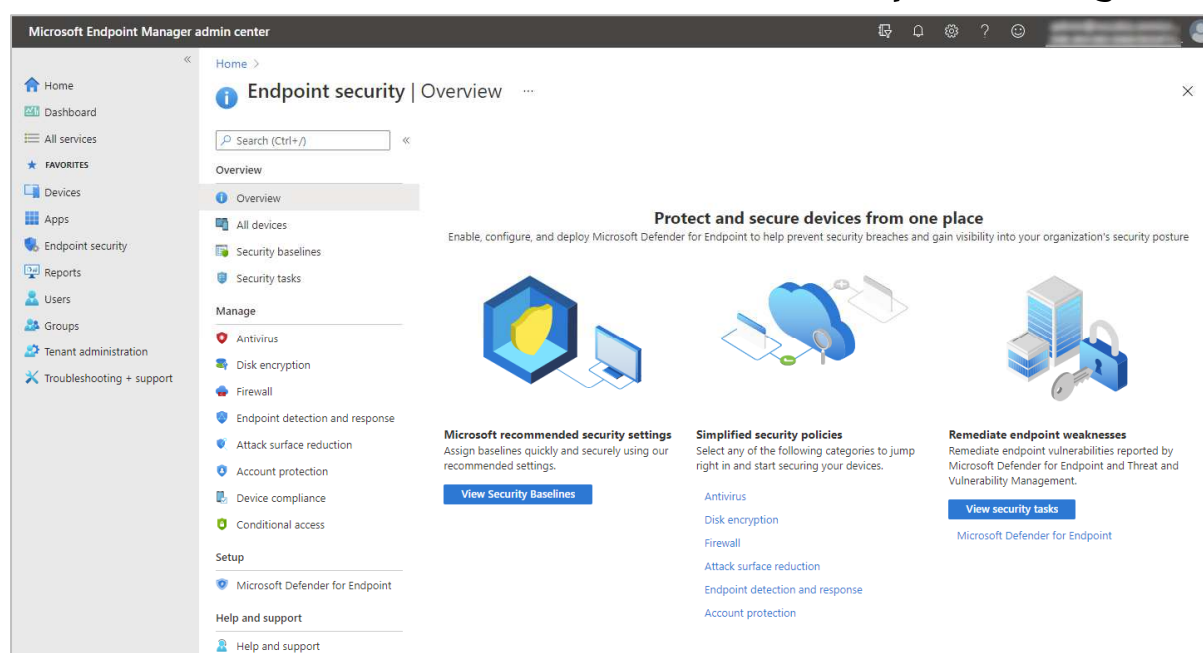 Microsoft Endpoint Manager admin center
Home
Dashboard
All services
FAVORITES
Devices
Apps
Endpoint security
Reports
Users
Groups
Tenant administration
Troubleshooting + support
Home >
Endpoint security | Overview ...
Search (Ctrl+/)
Overview
Overview
All devices
Security baselines
Security tasks
Manage
Antivirus
Disk encryption
Firewall
Endpoint detection and response
Attack surface reduction
Account protection
Device compliance
Conditional access
Setup
Microsoft Defender for Endpoint
Help and support
Help and support
Protect and secure devices from one place
Enable, configure, and deploy Microsoft Defender for Endpoint to help prevent security breaches and gain visibility into your organization's security posture
Microsoft recommended security settings
Assign baselines quickly and securely using our
recommended settings.
View Security Baselines
Simplified security policies
Select any of the following categories to jump
right in and start securing your devices.
Antivirus
Disk encryption
Firewall
Attack surface reduction
Endpoint detection and response
Account protection
Remediate endpoint weaknesses
Remediate endpoint vulnerabilities reported by
Microsoft Defender for Endpoint and Threat and
Vulnerability Management.
View security tasks
Microsoft Defender for Endpoint